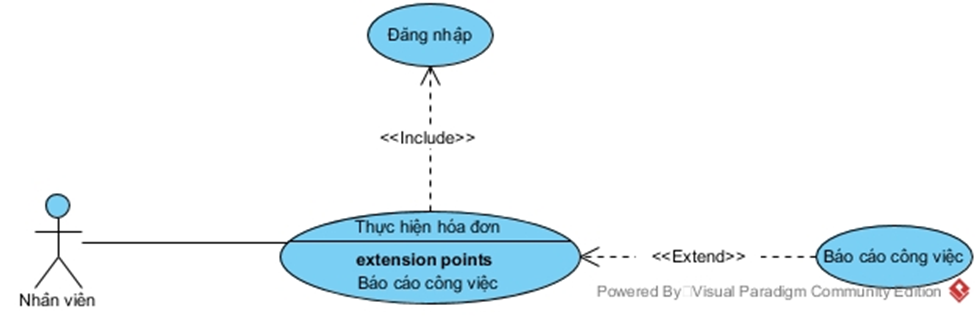 Đăng nhập
<<Include>>
Thực hiện hóa đơn
extension points
Báo cáo công việc
<<Extend>>
Báo cáo công việc
Nhân viên
Powered By Visual Paradigm Community Edition